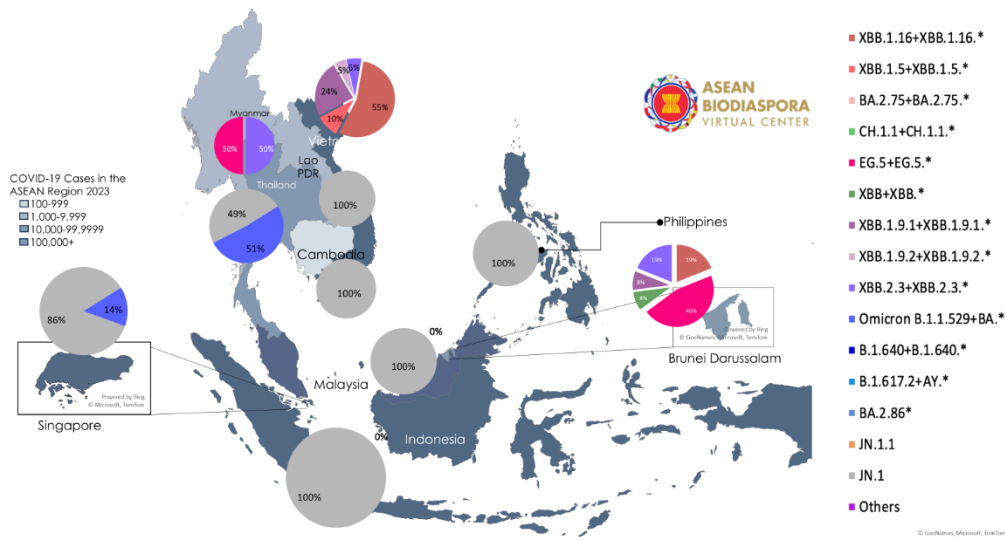 COVID-19 Cases in the
ASEAN Region 2023
100-999
1,000-9,999
10,000-99,9999
100,000+
5%
5%
24%
55%
10%
Vietn
Myanmar
50%
50%
Lao
PDR
Thailand
100%
49%
51%
Cambodia
100%
ASEAN
BIODIASPORA
VIRTUAL CENTER
Philippines
100%
19%
19%
8%
8%
46%
Powered by Bing
© GeoNames, Microsoft, TomTom
Brunei Darussalam
86%
14%
Powered by Bing
© Microsoft, TomTom
Singapore
0%
100%
Malaysia
0%
Indonesia
100%
XBB.1.16+XBB.1.16.*
XBB.1.5+XBB.1.5.*
BA.2.75+BA.2.75.*
CH.1.1+CH.1.1.*
EG.5+EG.5.*
XBB+XBB.*
XBB.1.9.1+XBB.1.9.1.*
XBB.1.9.2+XBB.1.9.2.*
XBB.2.3+XBB.2.3.*
Omicron B.1.1.529+BA.*
B.1.640+B.1.640.*
B.1.617.2+AY.*
BA.2.86*
JN.1.1
JN.1
Others
© GeoNames, Microsoft, TomTom